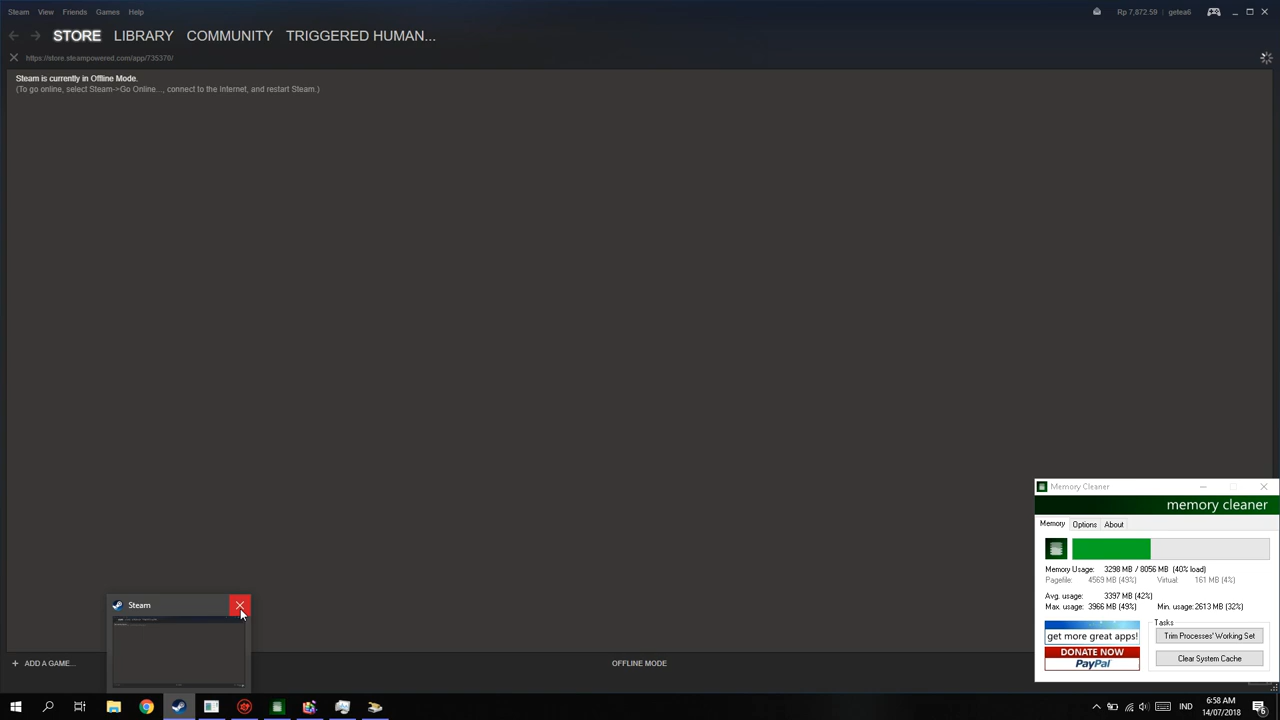 Steam View Friends Games Help
Rp 7,872.59 gelea6
STORE LIBRARY COMMUNITY TRIGGERED HUMAN...
https://store.steampowered.com/app/735370/
Steam is currently in Offline Mode.
(To go online, select Steam->Go Online..., connect to the Internet, and restart Steam.)
Memory Cleaner
memory cleaner
Memory Options About
Memory Usage: 3298 MB / 8056 MB (40% load)
Pagefile: 4569 MB (49%) Virtual: 161 MB (4%)
Avg. usage: 3397 MB (42%)
Max. usage: 3966 MB (49%) Min. usage: 2613 MB (32%)
Tasks
get more great apps!
Trim Processes' Working Set
DONATE NOW
PayPal
Clear System Cache
Steam
ADD A GAME...
OFFLINE MODE
IND
6:58 AM
14/07/2018
6